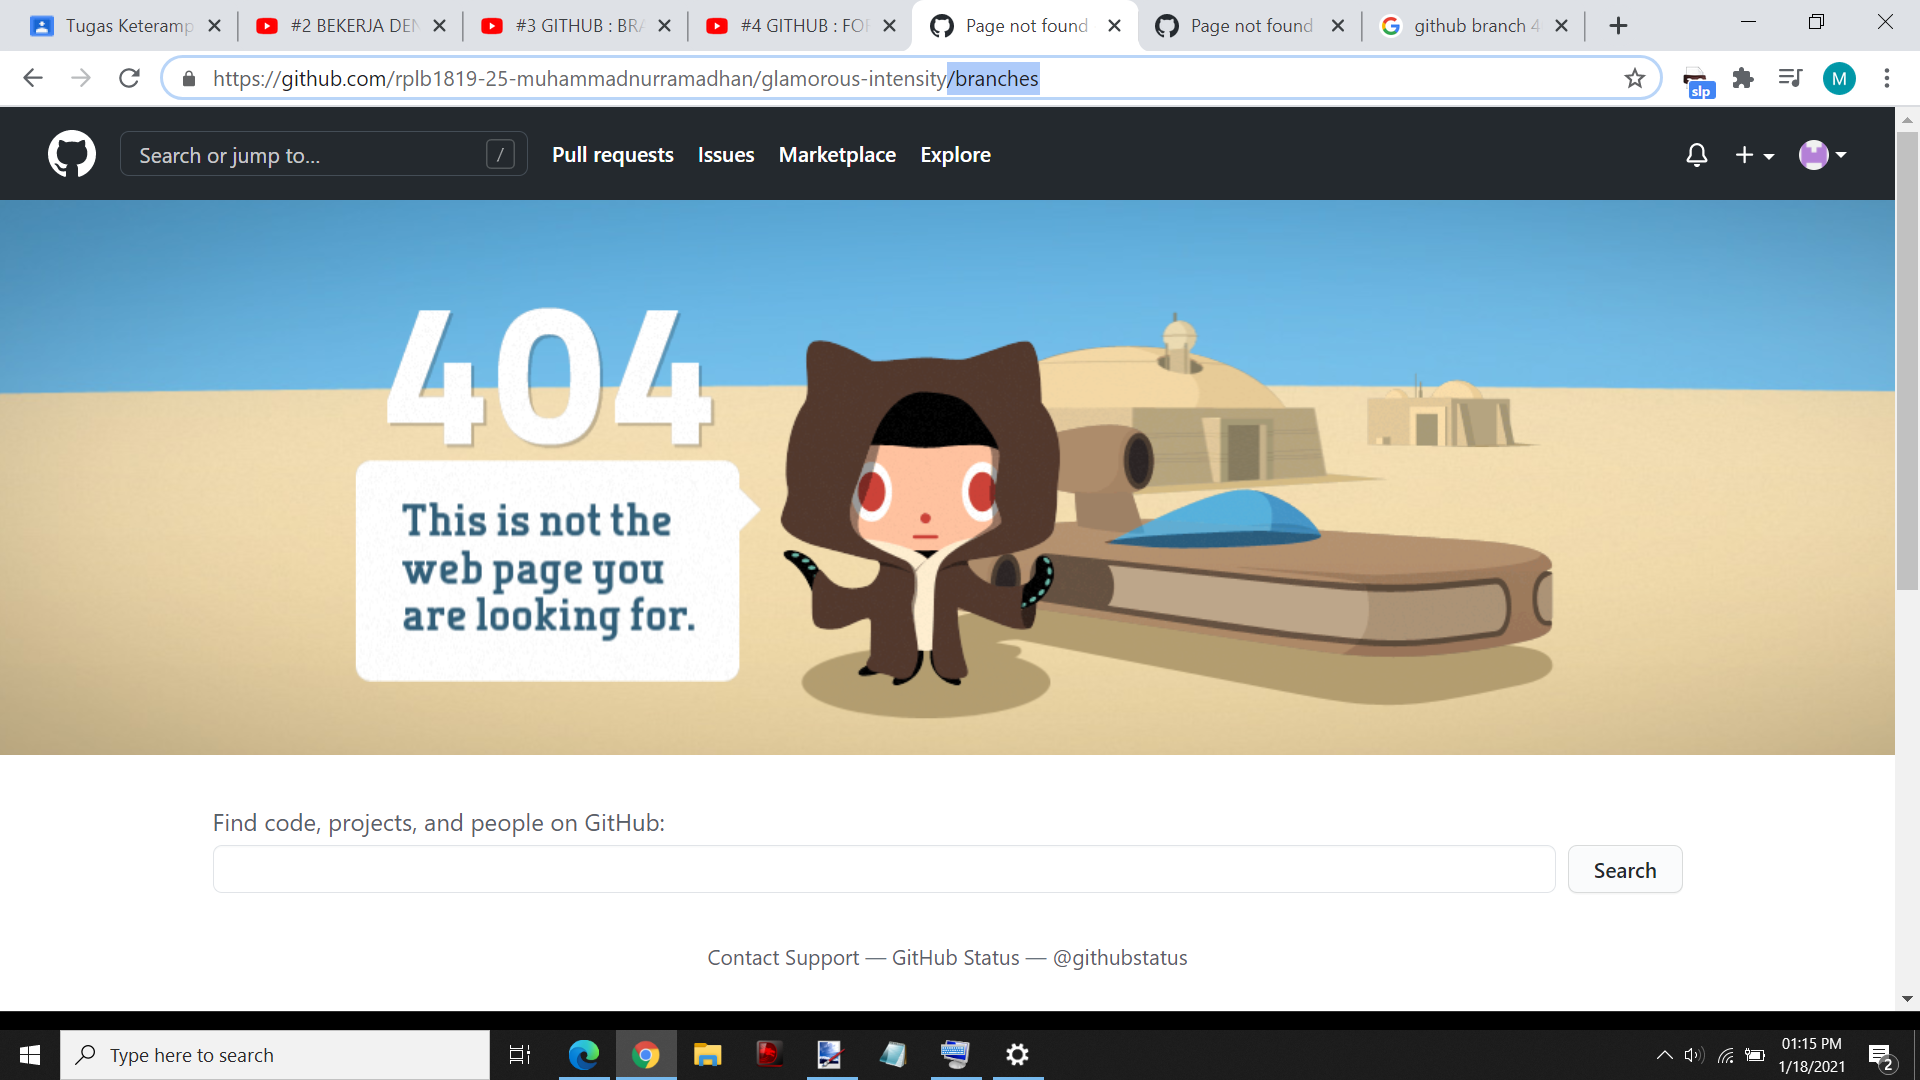 Tugas Keteramp
#2 BEKERJA DEN
#3 GITHUB : BRA
#4 GITHUB : FOR
Page not found
Page not found
github branch 4
https://github.com/rplb1819-25-muhammadnurramadhan/glamorous-intensity/branches
slp
M
Search or jump to...
/
Pull requests
Issues
Marketplace
Explore
404
This is not the
web page you
are looking for.
Find code, projects, and people on GitHub:
Search
Contact Support — GitHub Status — @githubstatus
Type here to search
01:15 PM
1/18/2021
2